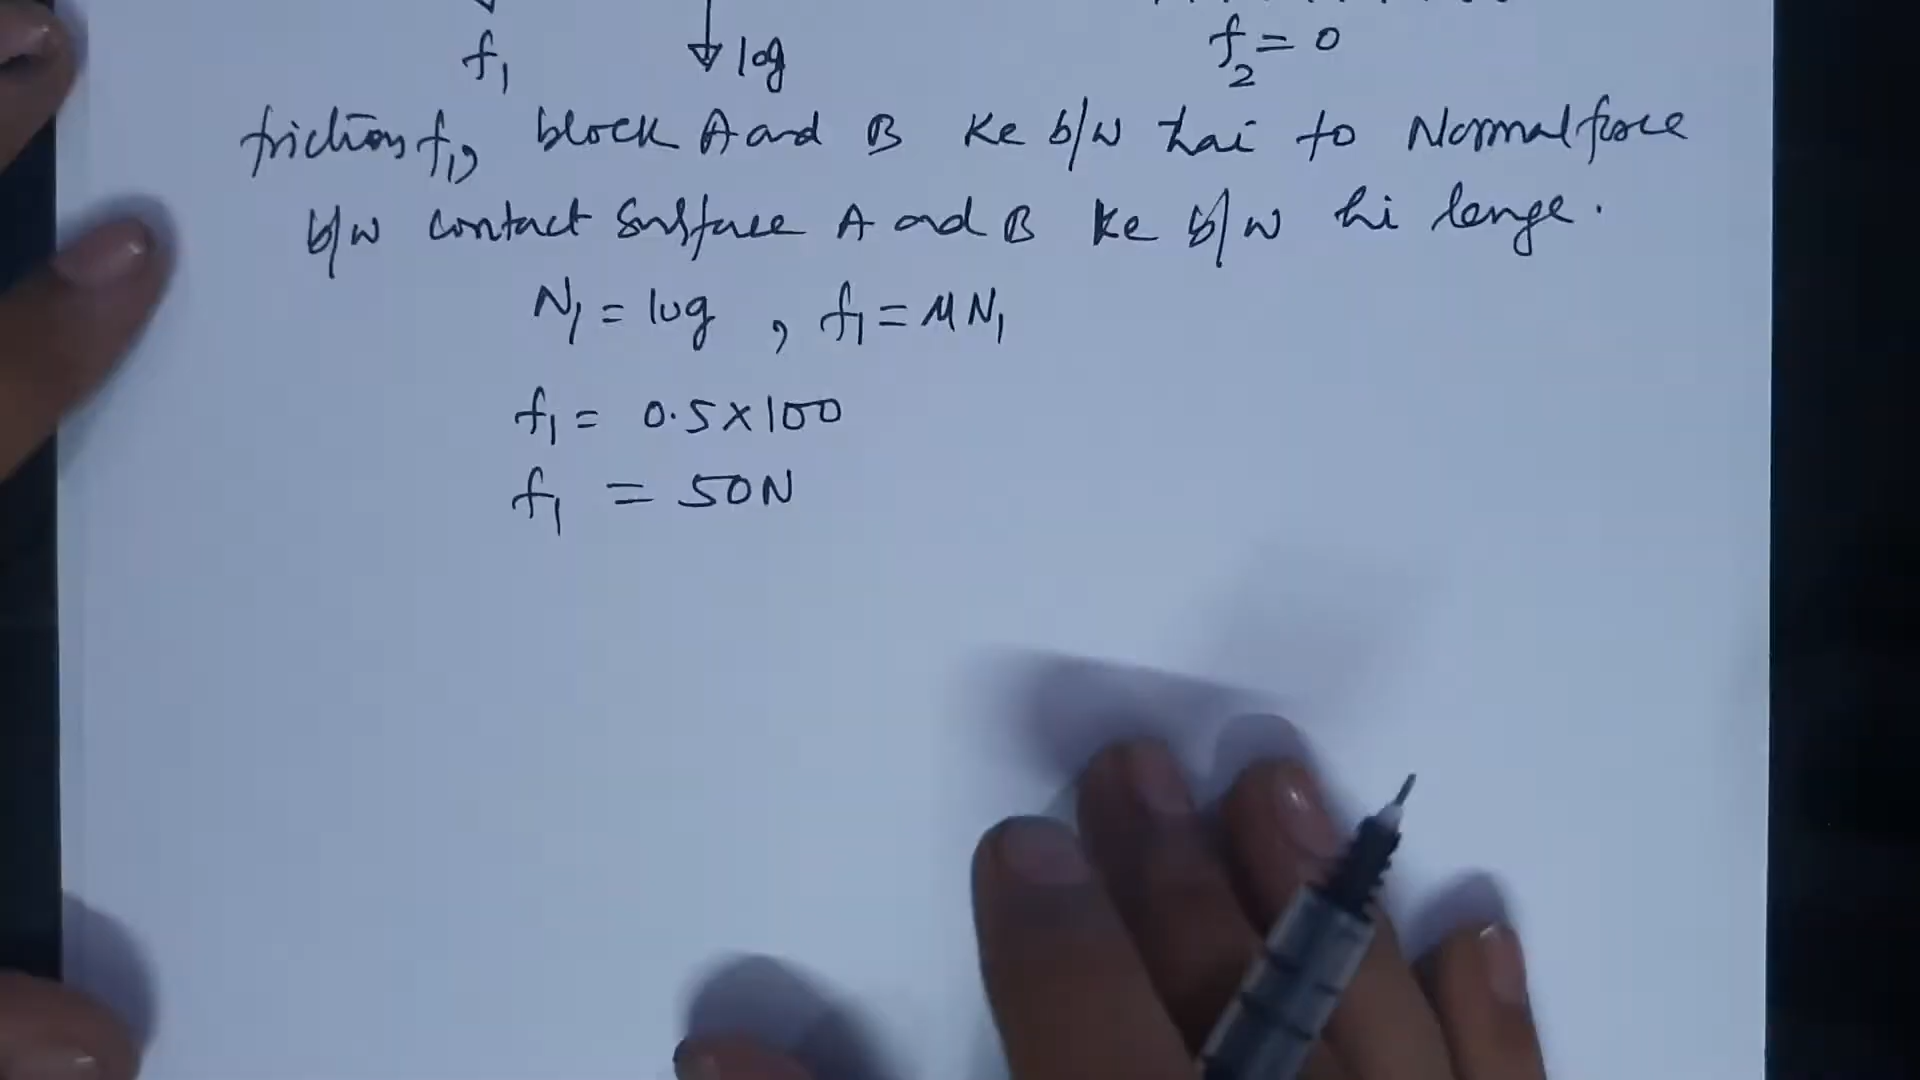 f1 10g f2 = 0
friction f1, block A and B Ke b/w hai to Normal force
b/w contact Surface A and B Ke b/w hi lenge.
N1 = 10g , f1 = μN1
f1 = 0.5×100
f1 = 50N